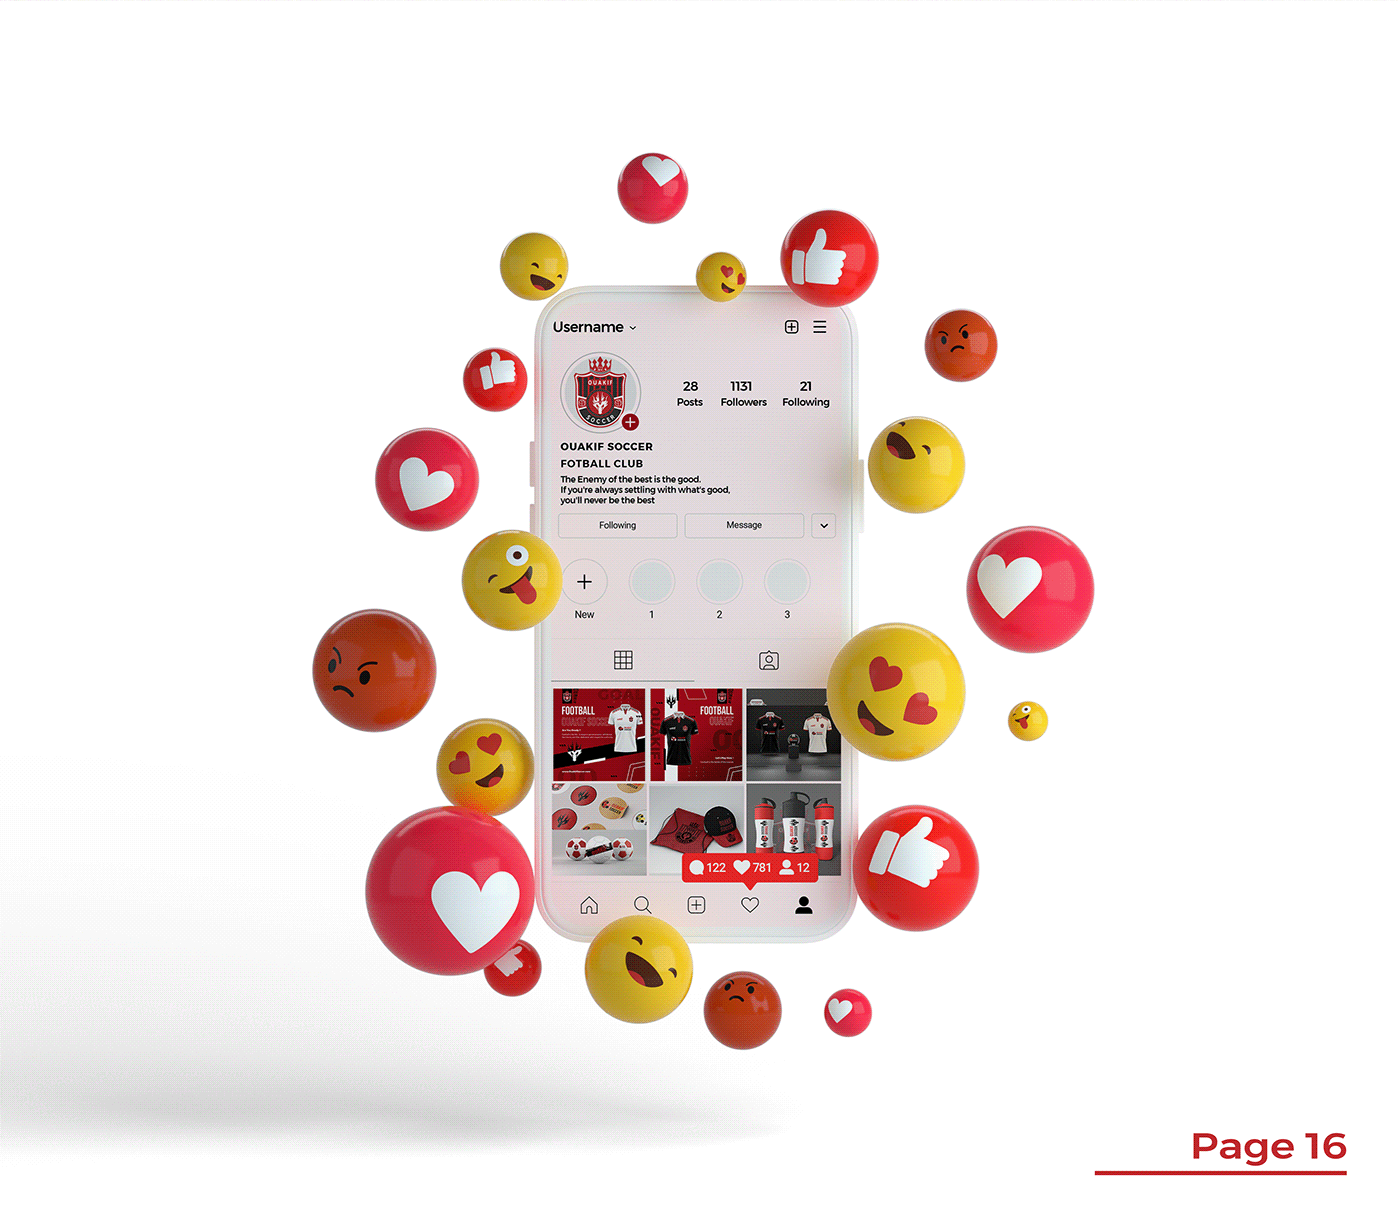 Username
OUAKIF
SOCCER
28 1131 21
Posts Followers Following
OUAKIF SOCCER
FOTBALL CLUB
The Enemy of the best is the good.
If you're always settling with what's good,
you'll never be the best
Following Message
New 1 2 3
FOOTBALL
OUAKIF SOCCER
FOOTBALL
OUAKIF
122 781 12
Page 16